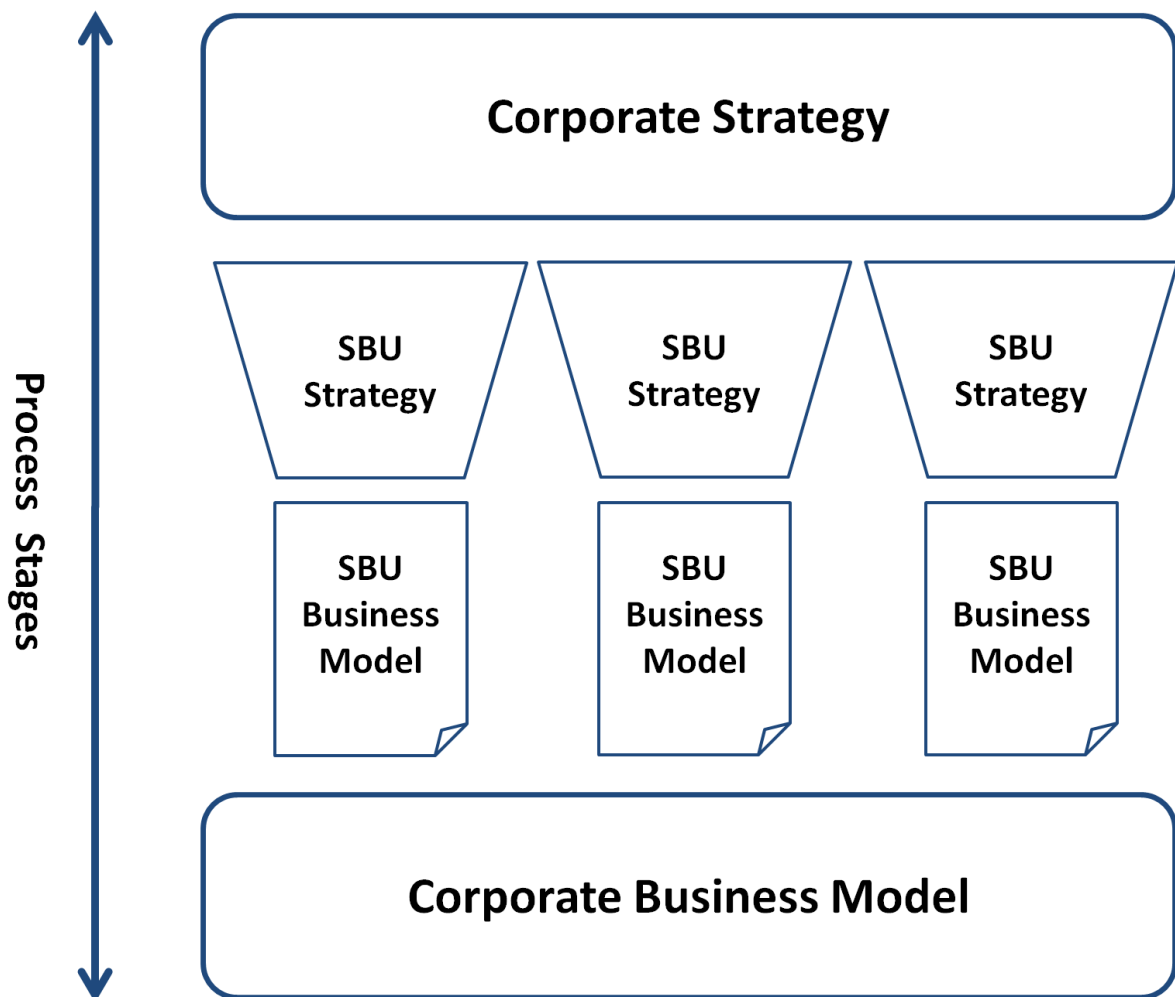 Corporate Strategy
Process Stages
SBU
Strategy
SBU
Strategy
SBU
Strategy
SBU
Business
Model
SBU
Business
Model
SBU
Business
Model
Corporate Business Model